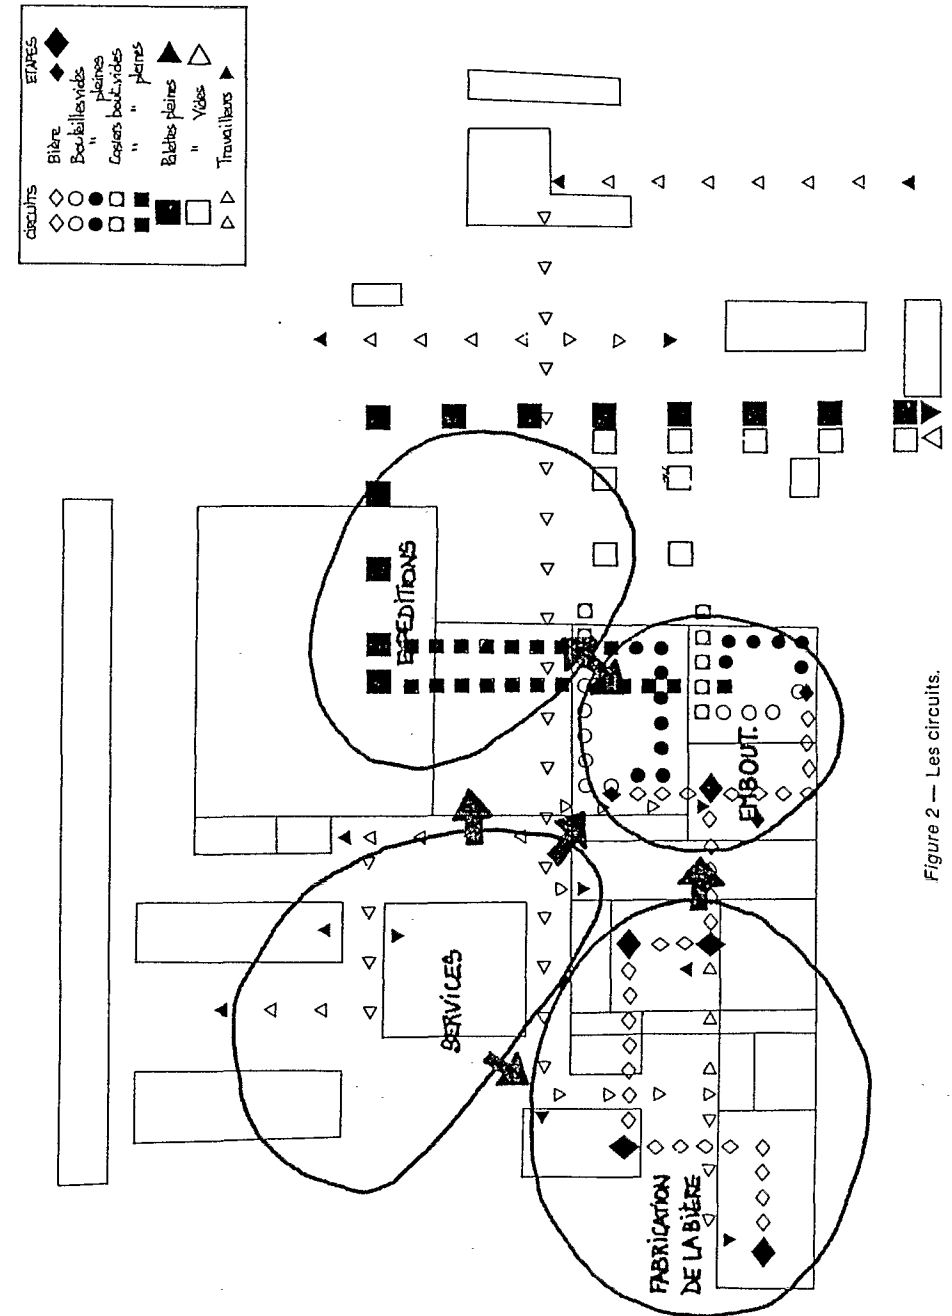 CIRCUITS ETAPES
Bière
Bouteilles vides
" pleines
Casiers bout. vides
" " pleines
Palettes pleines
" Vides
Travailleurs
EXPEDITIONS
SERVICES
EMBOUT.
FABRICATION
DE LA BIÈRE
Figure 2 — Les circuits.